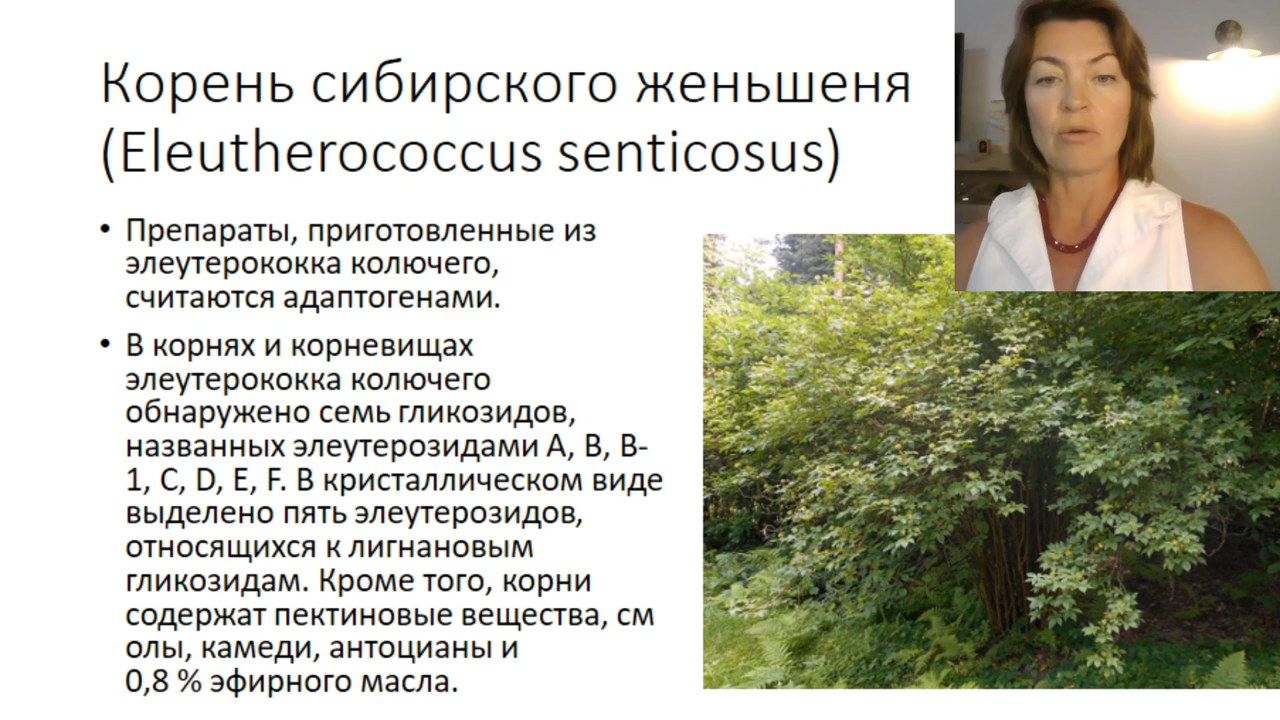 Корень сибирского женьшеня
(Eleutherococcus senticosus)
• Препараты, приготовленные из
элеутерококка колючего,
считаются адаптогенами.
• В корнях и корневищах
элеутерококка колючего
обнаружено семь гликозидов,
названных элеутерозидами A, B, B-
1, C, D, E, F. В кристаллическом виде
выделено пять элеутерозидов,
относящихся к лигнановым
гликозидам. Кроме того, корни
содержат пектиновые вещества, см
олы, камеди, антоцианы и
0,8 % эфирного масла.